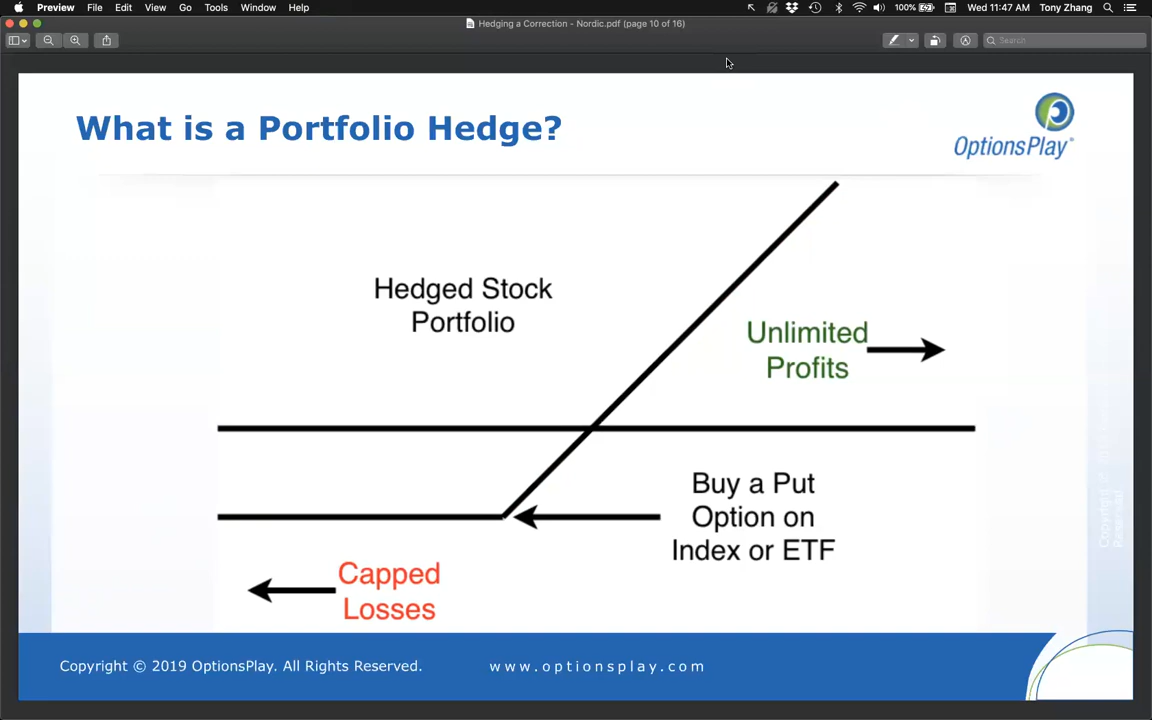 Preview File Edit View Go Tools Window Help
100% Wed 11:47 AM Tony Zhang
Hedging a Correction - Nordic.pdf (page 10 of 16)
Search
What is a Portfolio Hedge?
OptionsPlay
Hedged Stock
Portfolio
Unlimited
Profits
Buy a Put
Option on
Index or ETF
Capped
Losses
Copyright © 2019 OptionsPlay. All Rights Reserved.
www.optionsplay.com